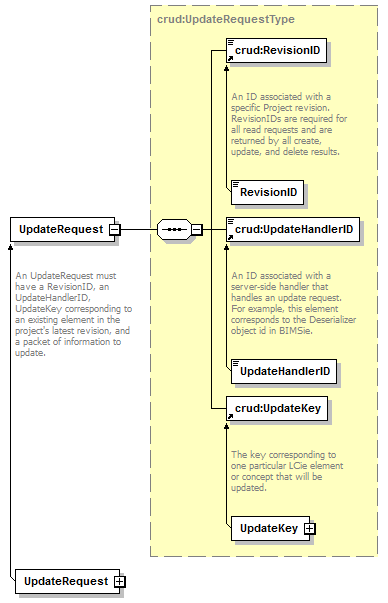 crud:UpdateRequestType
crud:RevisionID
An ID associated with a
specific Project revision.
RevisionIDs are required for
all read requests and are
returned by all create,
update, and delete results.
RevisionID
UpdateRequest
An UpdateRequest must
have a RevisionID, an
UpdateHandlerID,
UpdateKey corresponding to
an existing element in the
project's latest revision, and
a packet of information to
update.
crud:UpdateHandlerID
An ID associated with a
server-side handler that
handles an update request.
For example, this element
corresponds to the Deserializer
object id in BIMSie.
UpdateHandlerID
crud:UpdateKey
The key corresponding to
one particular LCie element
or concept that will be
updated.
UpdateKey
UpdateRequest